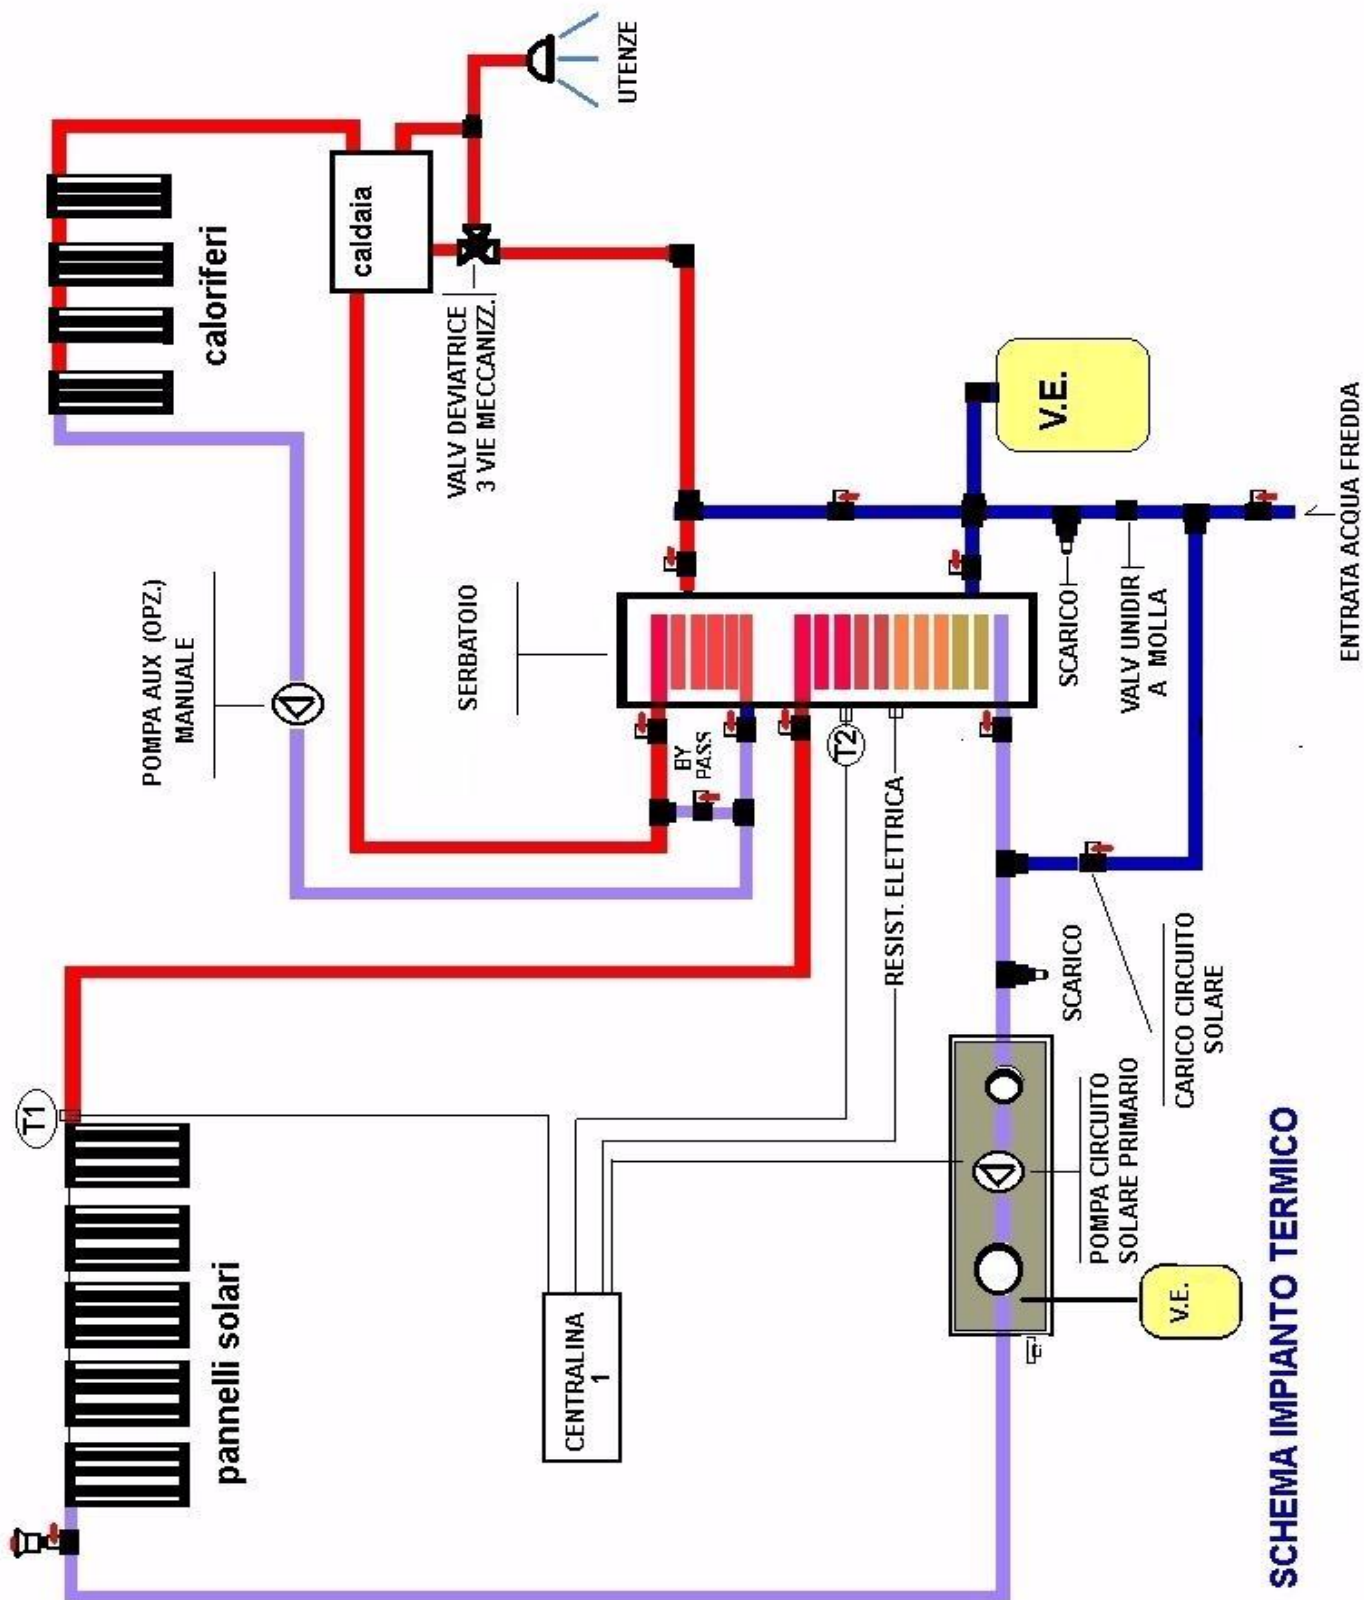 T1
pannelli solari
CENTRALINA
1
SCHEMA IMPIANTO TERMICO
V.E.
POMPA CIRCUITO
SOLARE PRIMARIO
SCARICO
CARICO CIRCUITO
SOLARE
RESIST. ELETTRICA
T2
BY
PASS
POMPA AUX (OPZ.)
MANUALE
SERBATOIO
SCARICO
VALV UNIDIR
A MOLLA
ENTRATA ACQUA FREDDA
V.E.
VALV DEVIATRICE
3 VIE MECCANIZZ.
caloriferi
caldaia
UTENZE